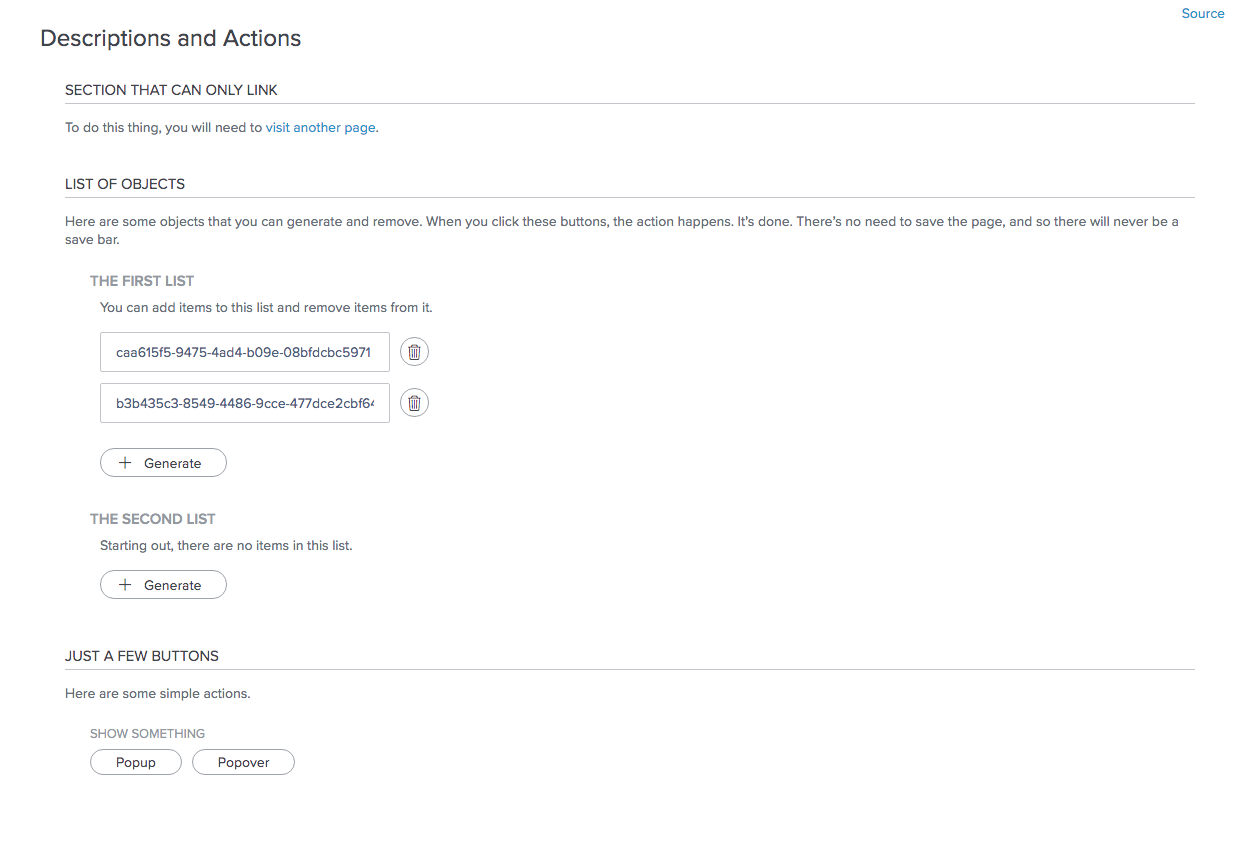 Source
Descriptions and Actions
SECTION THAT CAN ONLY LINK
To do this thing, you will need to visit another page.
LIST OF OBJECTS
Here are some objects that you can generate and remove. When you click these buttons, the action happens. It's done. There's no need to save the page, and so there will never be a
save bar.
THE FIRST LIST
You can add items to this list and remove items from it.
caa615f5-9475-4ad4-b09e-08bfdcbc5971
b3b435c3-8549-4486-9cce-477dce2cbf64
Generate
THE SECOND LIST
Starting out, there are no items in this list.
Generate
JUST A FEW BUTTONS
Here are some simple actions.
SHOW SOMETHING
Popup Popover